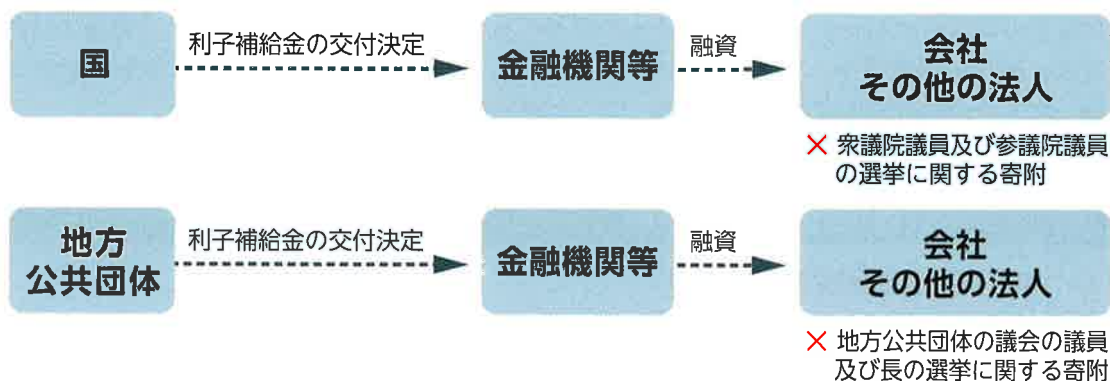 国
利子補給金の交付決定
金融機関等
融資
会社
その他の法人
× 衆議院議員及び参議院議員
の選挙に関する寄附
地方
公共団体
利子補給金の交付決定
金融機関等
融資
会社
その他の法人
× 地方公共団体の議会の議員
及び長の選挙に関する寄附